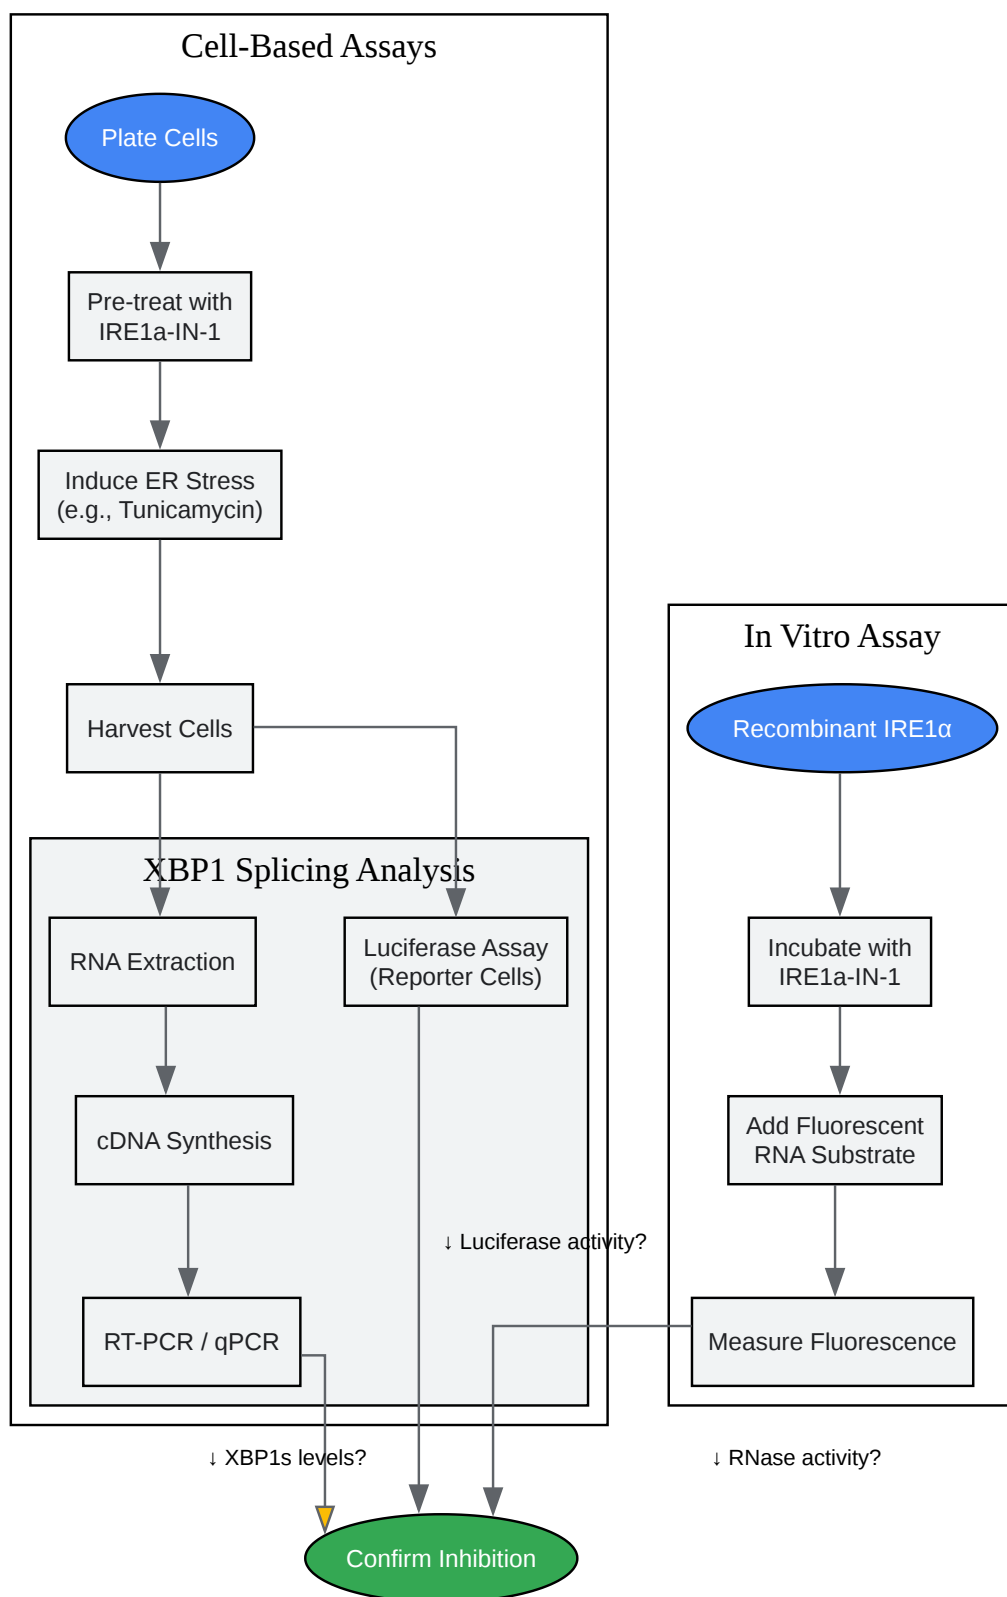 Cell-Based Assays
Plate Cells
Pre-treat with
IRE1a-IN-1
Induce ER Stress
(e.g., Tunicamycin)
Harvest Cells
XBP1 Splicing Analysis
RNA Extraction
Luciferase Assay
(Reporter Cells)
cDNA Synthesis
↓ Luciferase activity?
RT-PCR / qPCR
↓ XBP1s levels?
In Vitro Assay
Recombinant IRE1α
Incubate with
IRE1a-IN-1
Add Fluorescent
RNA Substrate
Measure Fluorescence
↓ RNase activity?
Confirm Inhibition